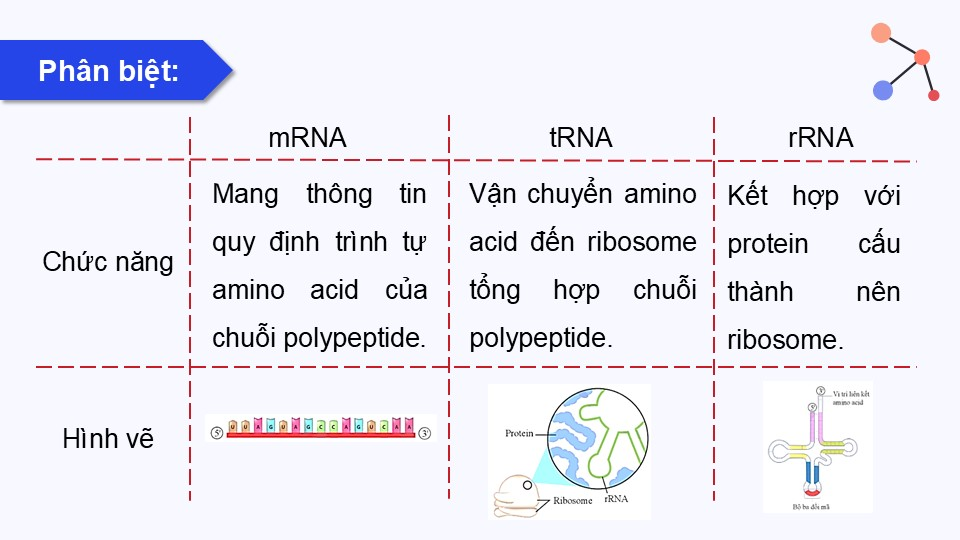 Phân biệt:
mRNA
tRNA
rRNA
Chức năng
Mang thông tin
quy định trình tự
amino acid của
chuỗi polypeptide.
Vận chuyển amino
acid đến ribosome
tổng hợp chuỗi
polypeptide.
Kết hợp với
protein cấu
thành nên
ribosome.
Hình vẽ
5' U U A G U A G C C A G U C A A 3'
Protein
Ribosome
rRNA
3'
Vị trí liên kết
amino acid
5'
Bộ ba đối mã